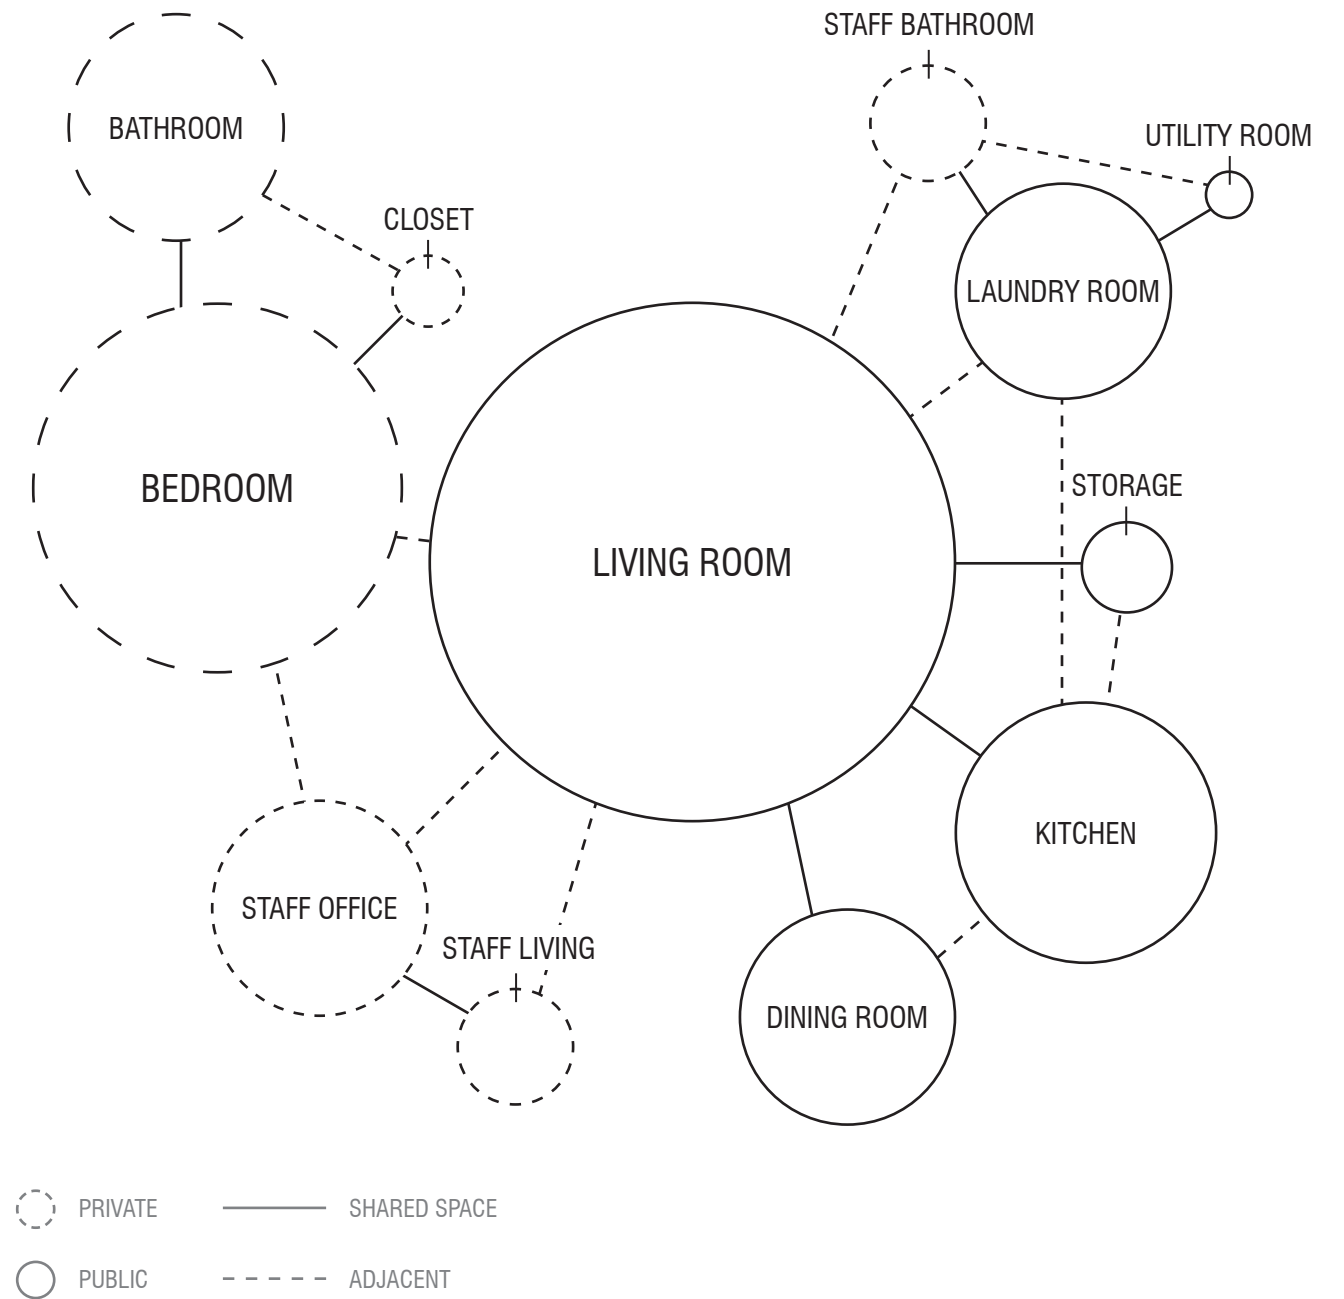 STAFF BATHROOM
BATHROOM
UTILITY ROOM
CLOSET
LAUNDRY ROOM
STORAGE
BEDROOM
LIVING ROOM
KITCHEN
STAFF OFFICE
STAFF LIVING
DINING ROOM
PRIVATE SHARED SPACE
PUBLIC ADJACENT